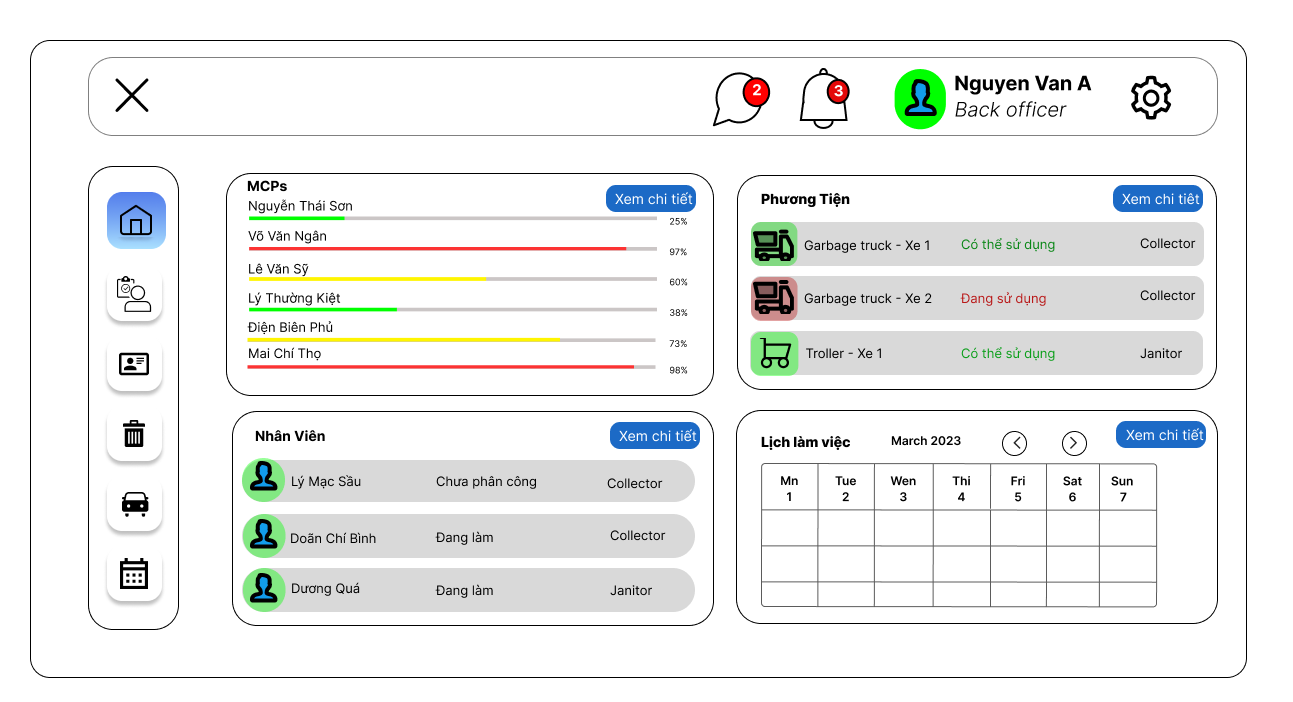 2
3
Nguyen Van A
Back officer
MCPs
Xem chi tiết
Nguyễn Thái Sơn
25%
Võ Văn Ngân
97%
Lê Văn Sỹ
60%
Lý Thường Kiệt
38%
Điện Biên Phủ
73%
Mai Chí Thọ
98%
Phương Tiện
Xem chi tiêt
Garbage truck - Xe 1 Có thể sử dụng Collector
Garbage truck - Xe 2 Đang sử dụng Collector
Troller - Xe 1 Có thể sử dụng Janitor
Nhân Viên
Xem chi tiết
Lý Mạc Sầu Chưa phân công Collector
Doãn Chí Bình Đang làm Collector
Dương Quá Đang làm Janitor
Lịch làm việc March 2023
Xem chi tiết
Mn Tue Wen Thi Fri Sat Sun
1 2 3 4 5 6 7